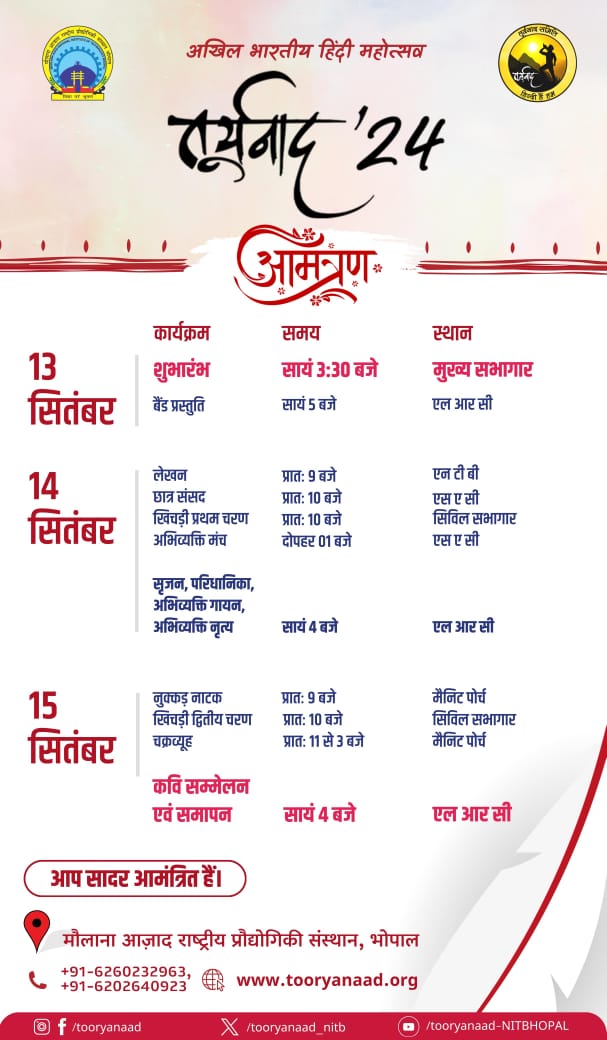 अखिल भारतीय हिंदी महोत्सव
तूर्यनाद '24
आमंत्रण
कार्यक्रम समय स्थान
13 सितंबर
शुभारंभ सायं 3:30 बजे मुख्य सभागार
बैंड प्रस्तुति सायं 5 बजे एल आर सी
14 सितंबर
लेखन प्रात: 9 बजे एन टी बी
छात्र संसद प्रात: 10 बजे एस ए सी
खिचड़ी प्रथम चरण प्रात: 10 बजे सिविल सभागार
अभिव्यक्ति मंच दोपहर 01 बजे एस ए सी
सृजन, परिधानिका,
अभिव्यक्ति गायन,
अभिव्यक्ति नृत्य सायं 4 बजे एल आर सी
15 सितंबर
नुक्कड़ नाटक प्रात: 9 बजे मैनिट पोर्च
खिचड़ी द्वितीय चरण प्रात: 10 बजे सिविल सभागार
चक्रव्यूह प्रात: 11 से 3 बजे मैनिट पोर्च
कवि सम्मेलन
एवं समापन सायं 4 बजे एल आर सी
आप सादर आमंत्रित हैं।
मौलाना आज़ाद राष्ट्रीय प्रौद्योगिकी संस्थान, भोपाल
+91-6260232963,
+91-6202640923
www.tooryanaad.org
/tooryanaad /tooryanaad_nitb /tooryanaad-NITBHOPAL